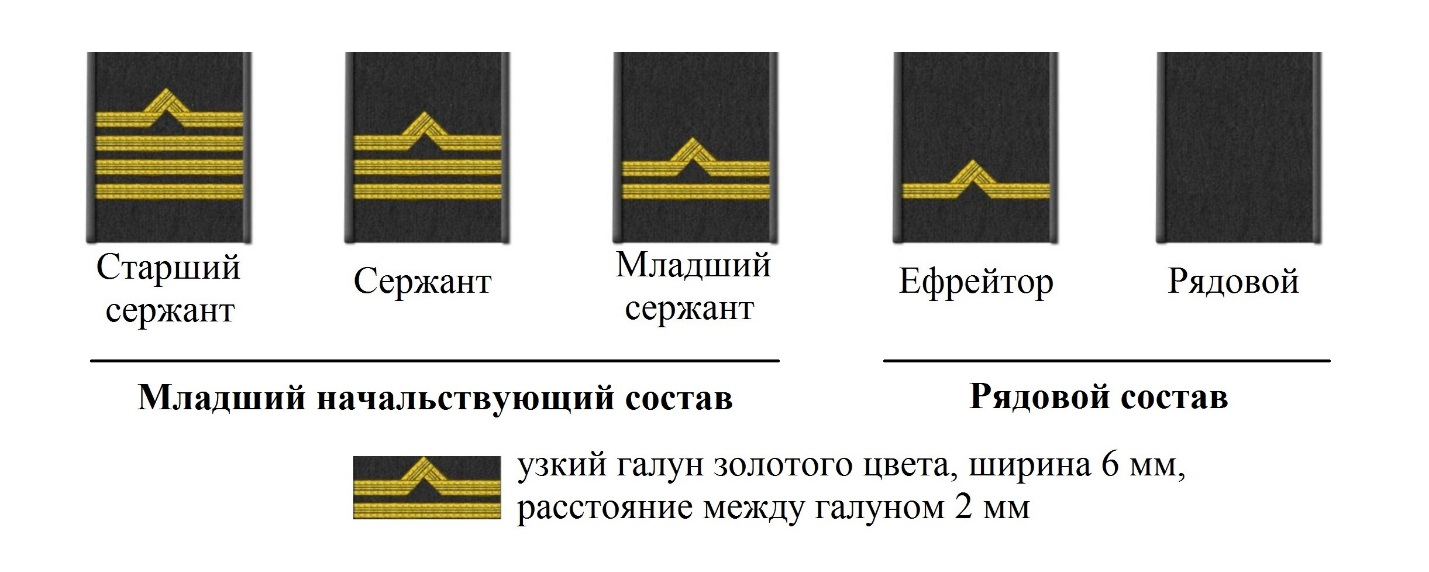 Старший
сержант
Сержант
Младший
сержант
Ефрейтор
Рядовой
Младший начальствующий состав
Рядовой состав
узкий галун золотого цвета, ширина 6 мм,
расстояние между галуном 2 мм